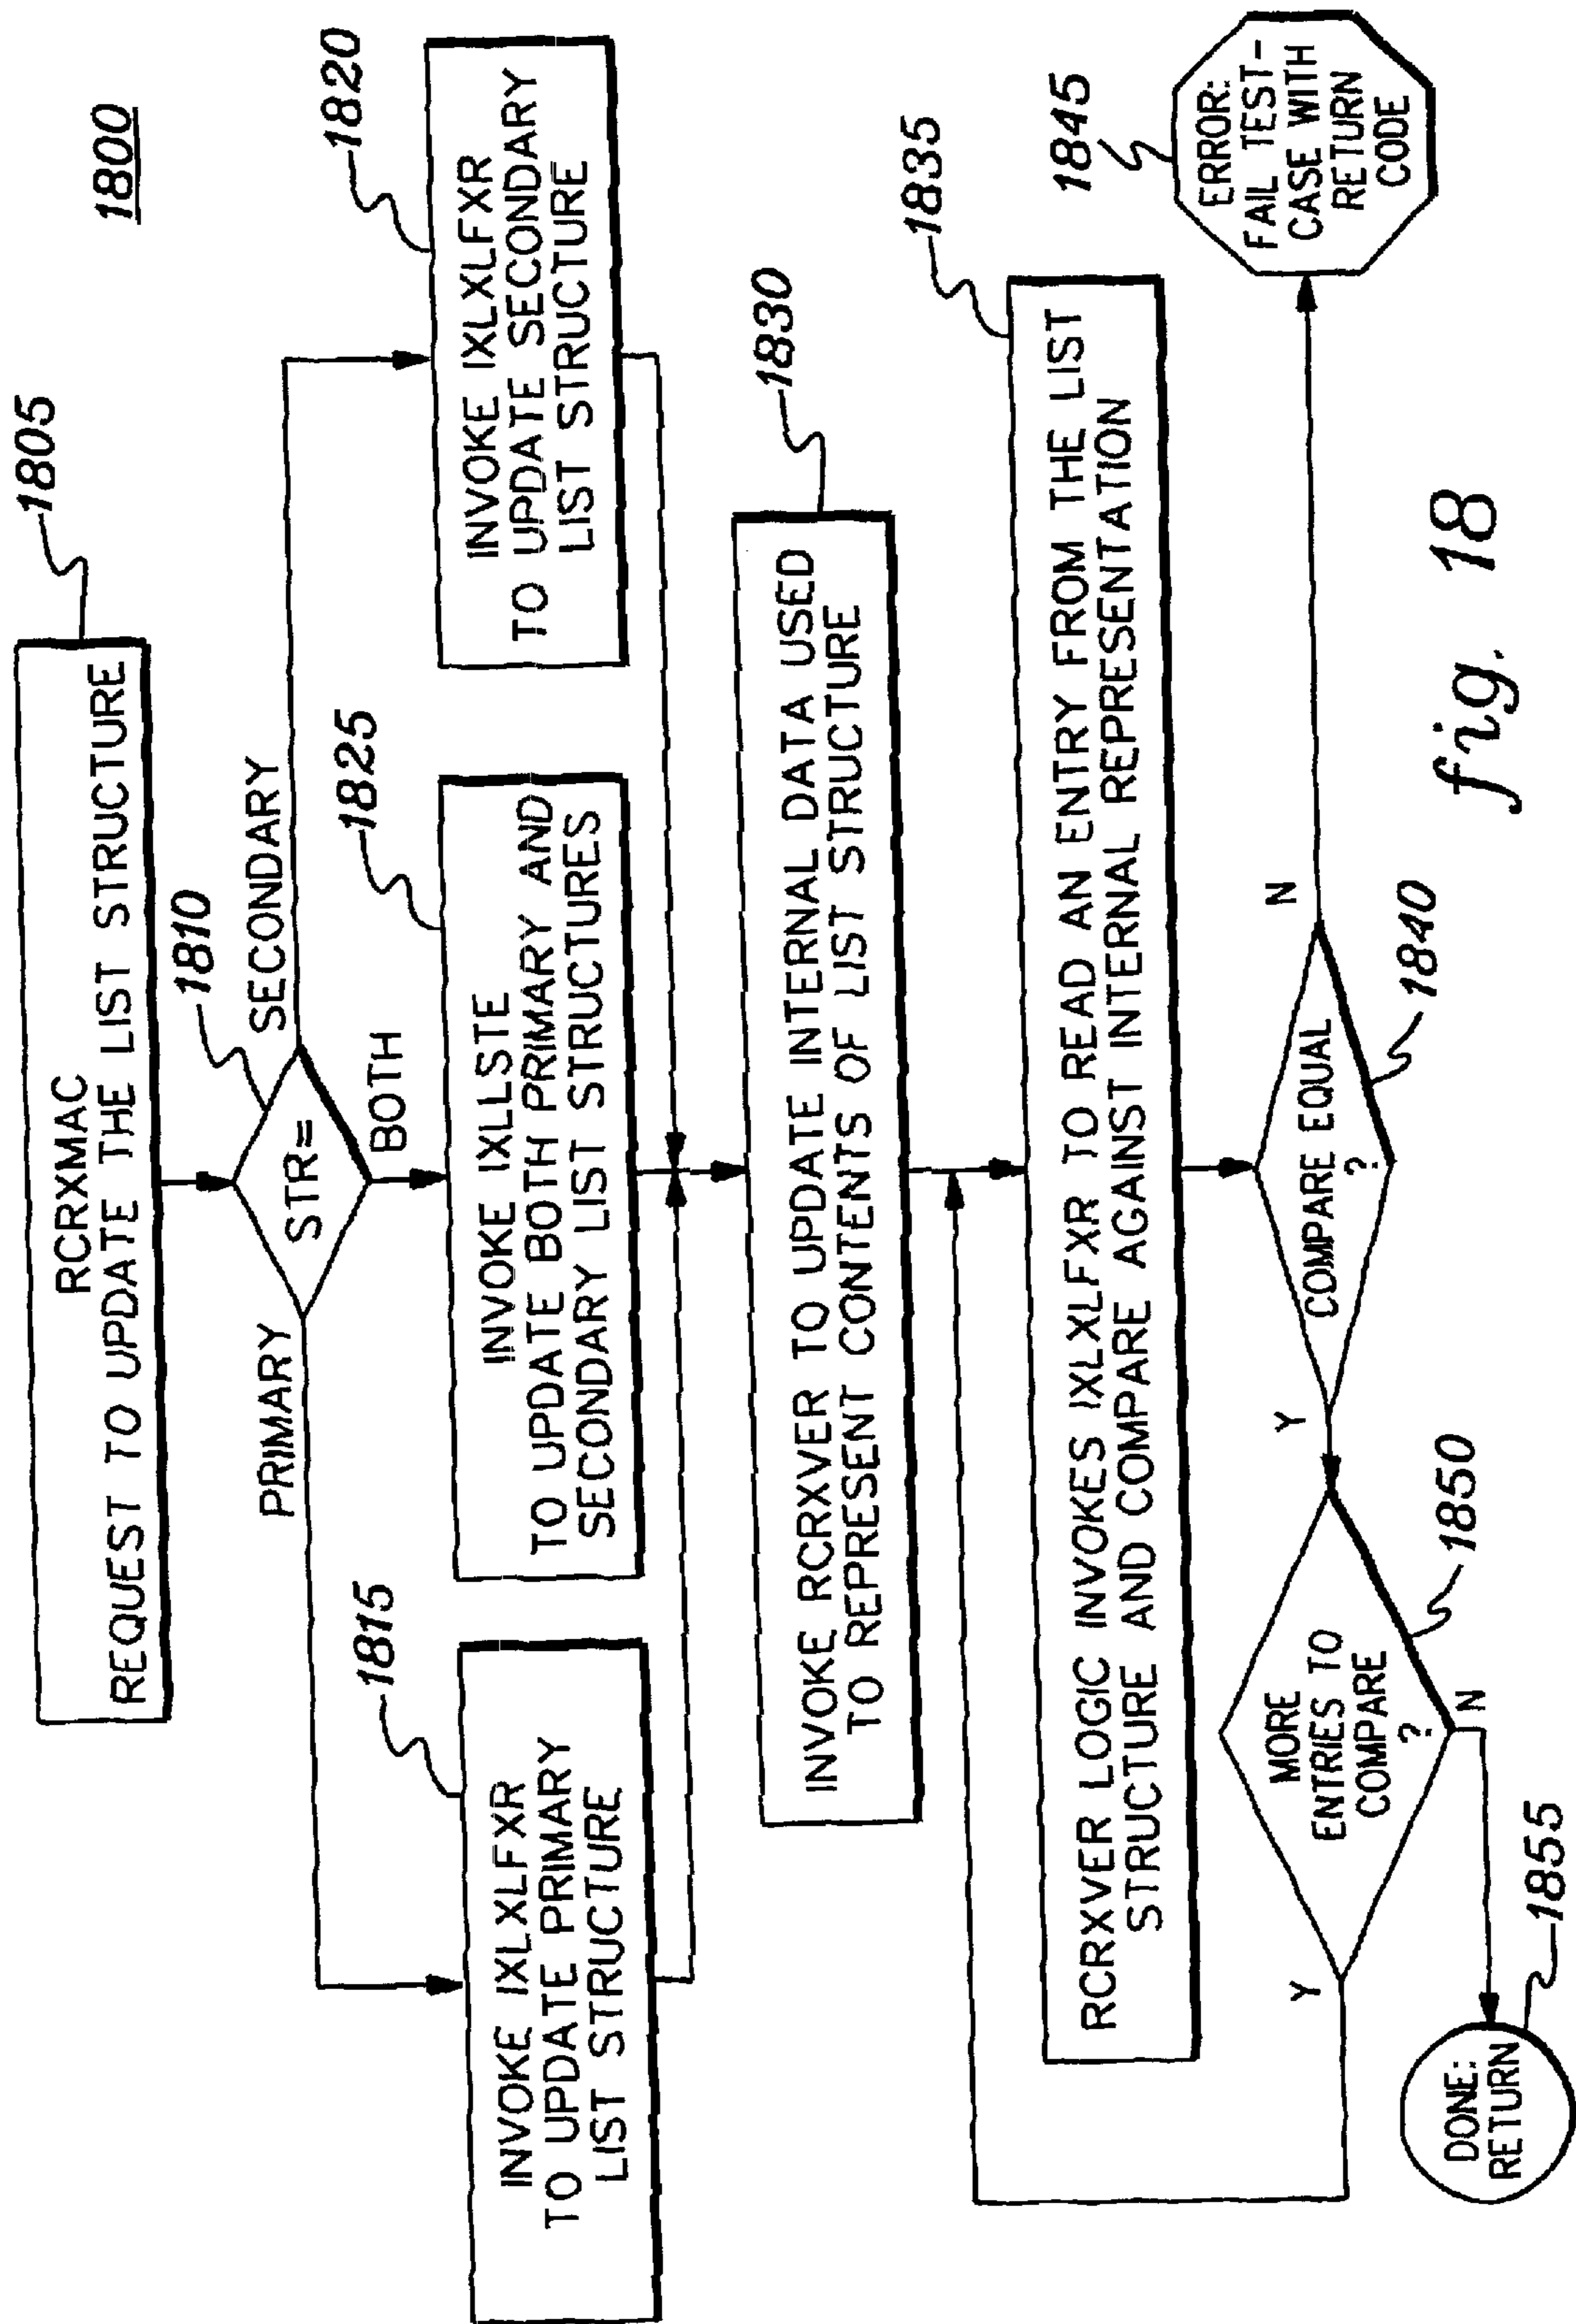 1800
1805
RCRXMAC
REQUEST TO UPDATE THE LIST STRUCTURE
1810
STR=
PRIMARY
SECONDARY
BOTH
1815
INVOKE IXLXLFXR
TO UPDATE PRIMARY
LIST STRUCTURE
1825
INVOKE IXLLSTE
TO UPDATE BOTH PRIMARY AND
SECONDARY LIST STRUCTURES
1820
INVOKE IXLXLFXR
TO UPDATE SECONDARY
LIST STRUCTURE
1830
INVOKE RCRXVER TO UPDATE INTERNAL DATA USED
TO REPRESENT CONTENTS OF LIST STRUCTURE
1835
RCRXVER LOGIC INVOKES IXLXLFXR TO READ AN ENTRY FROM THE LIST
STRUCTURE AND COMPARE AGAINST INTERNAL REPRESENTATION
COMPARE EQUAL
?
1840
Y
N
1845
ERROR:
FAIL TEST-
CASE WITH
RETURN
CODE
MORE
ENTRIES TO
COMPARE
?
1850
Y
N
DONE:
RETURN
1855
fig. 18